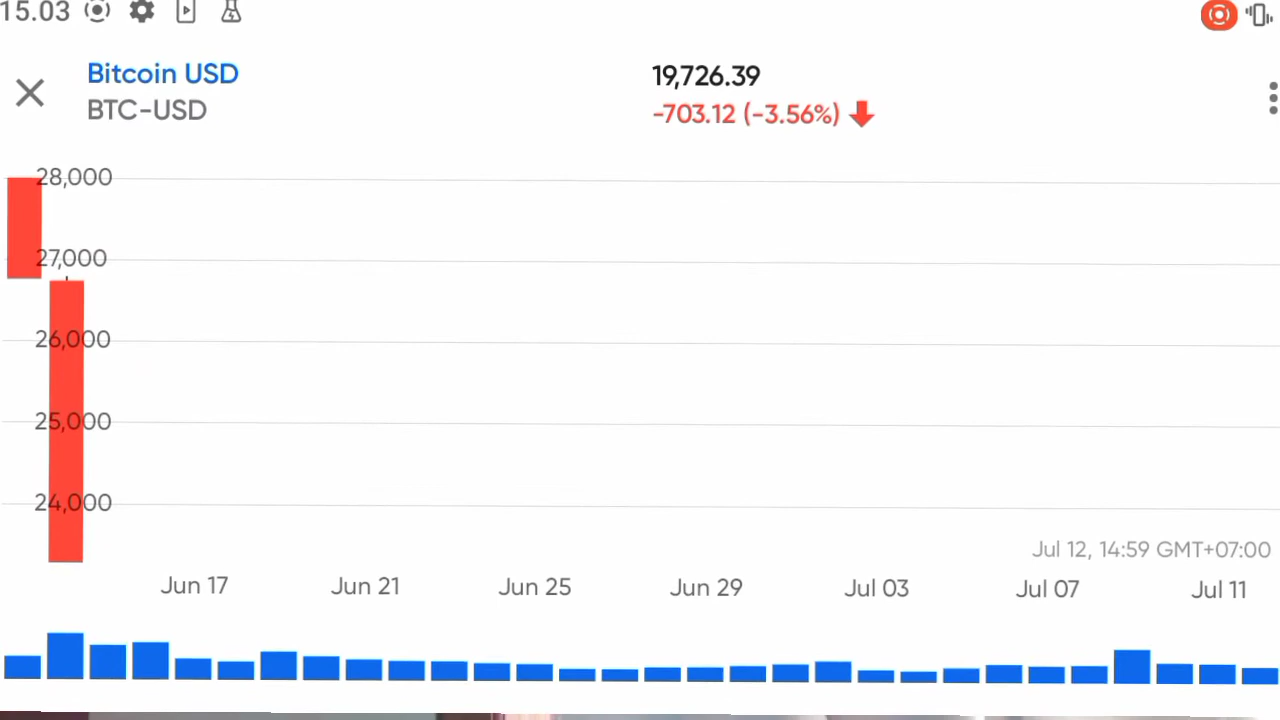 15.03
Bitcoin USD
BTC-USD
19,726.39
-703.12 (-3.56%)
28,000
27,000
26,000
25,000
24,000
Jul 12, 14:59 GMT+07:00
Jun 17
Jun 21
Jun 25
Jun 29
Jul 03
Jul 07
Jul 11